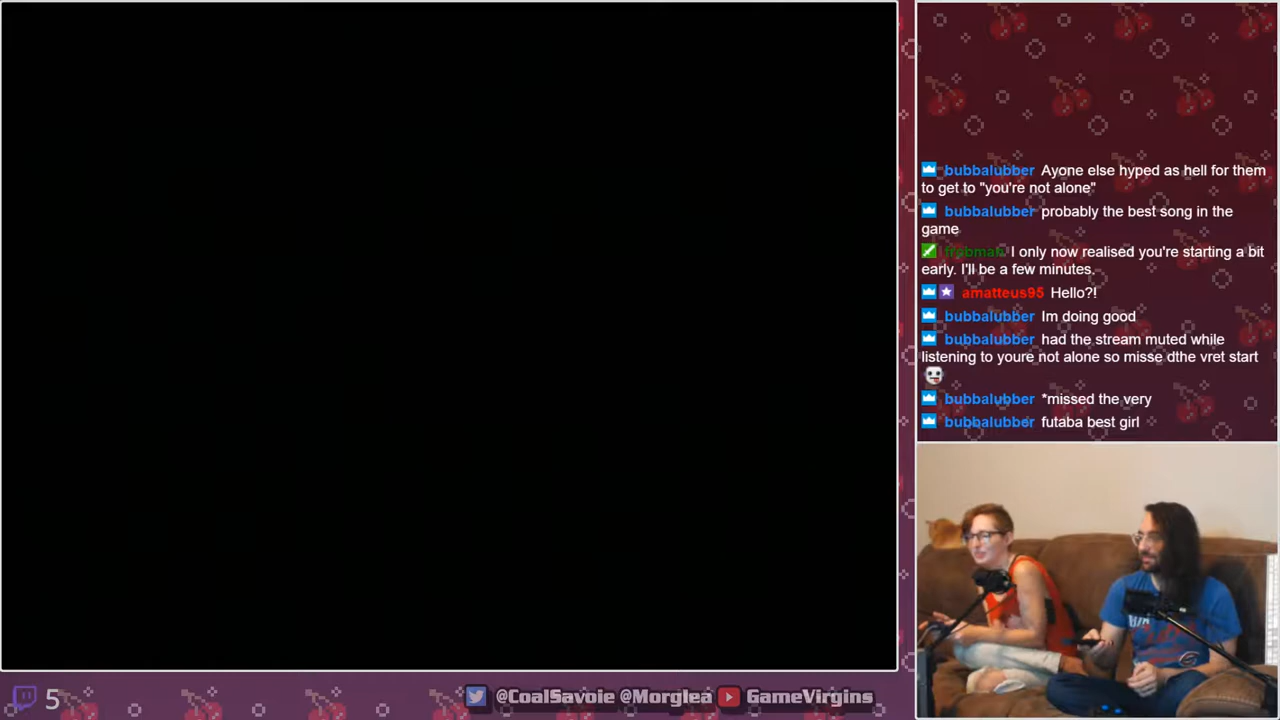 bubbalubber Ayone else hyped as hell for them
to get to "you're not alone"
bubbalubber probably the best song in the
game
I only now realised you're starting a bit
early. I'll be a few minutes.
amatteus95 Hello?!
bubbalubber Im doing good
bubbalubber had the stream muted while
listening to youre not alone so misse dthe vret start
bubbalubber *missed the very
bubbalubber futaba best girl
5 @CoalSavoie @Morglea GameVirgins